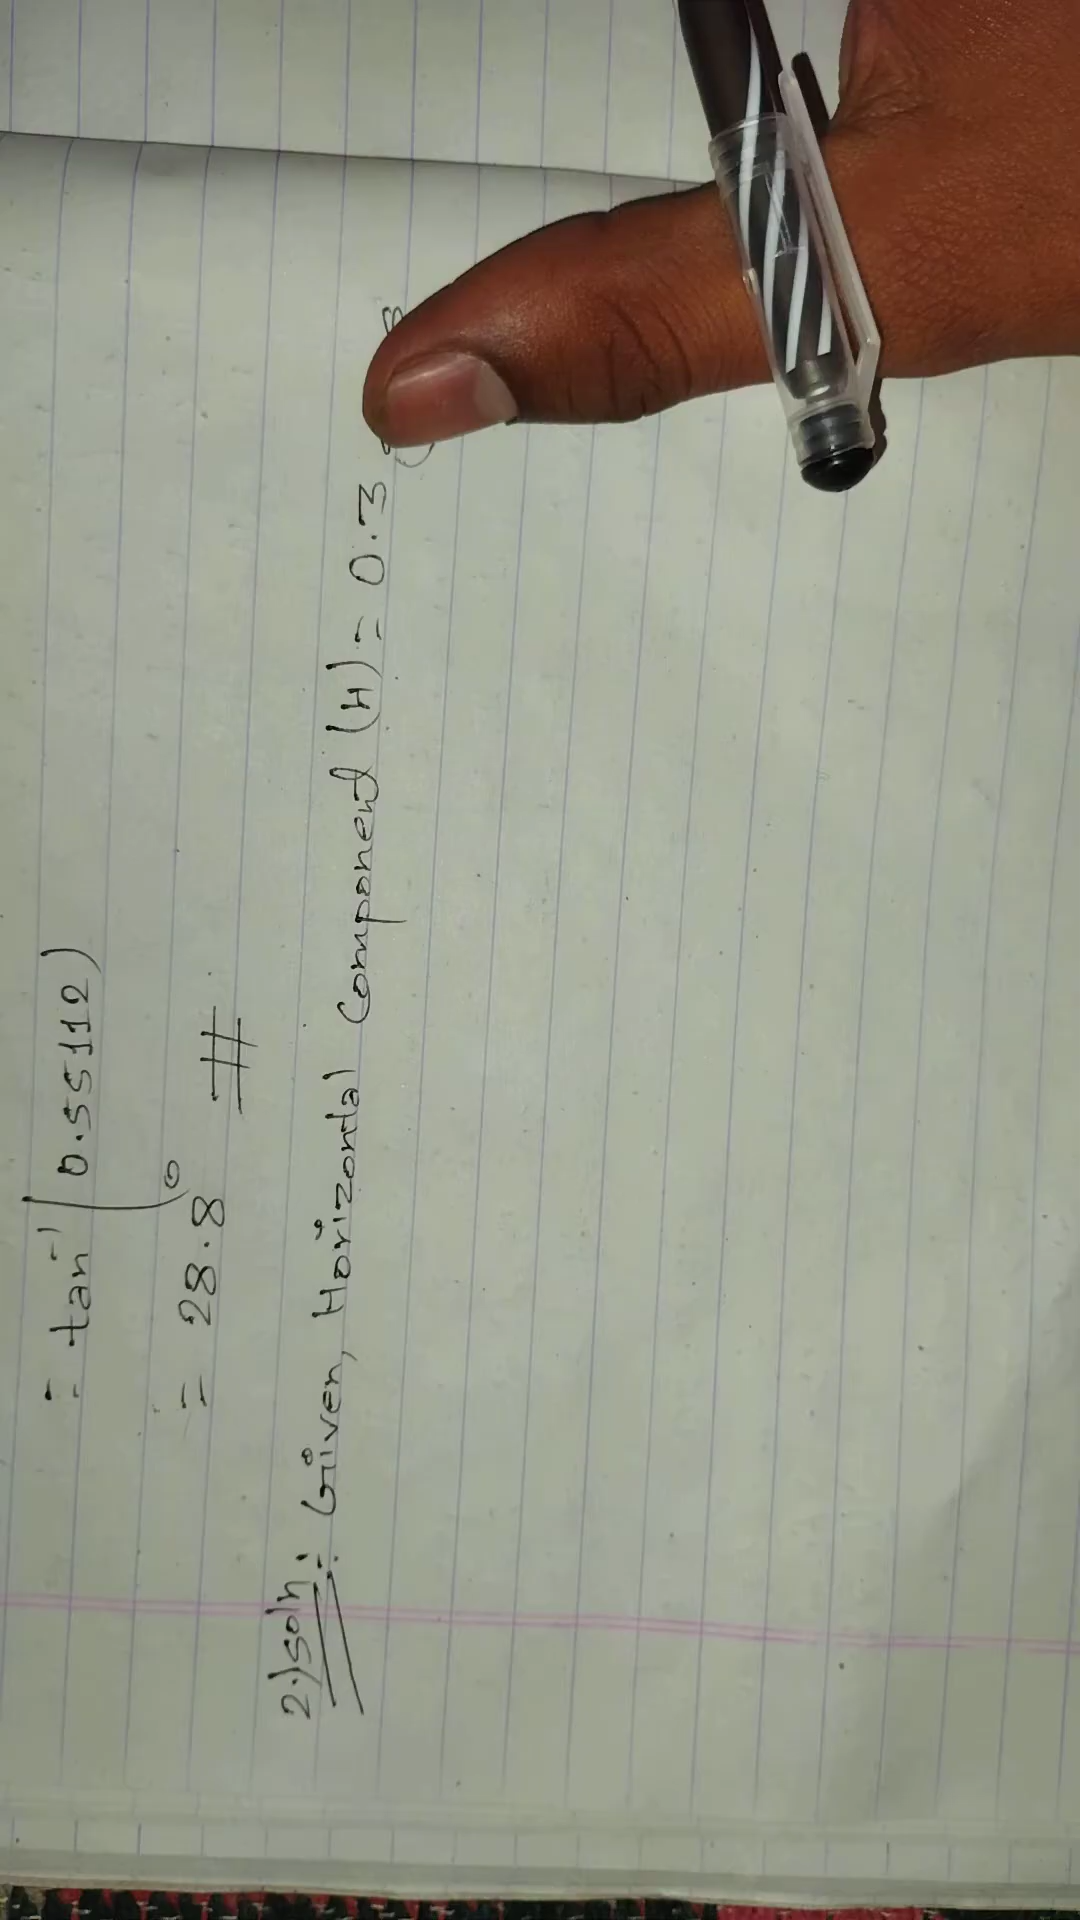 = tan⁻¹(0.55112)
= 28.8°
2.) Soln: Given, Horizontal Component (H) = 0.3